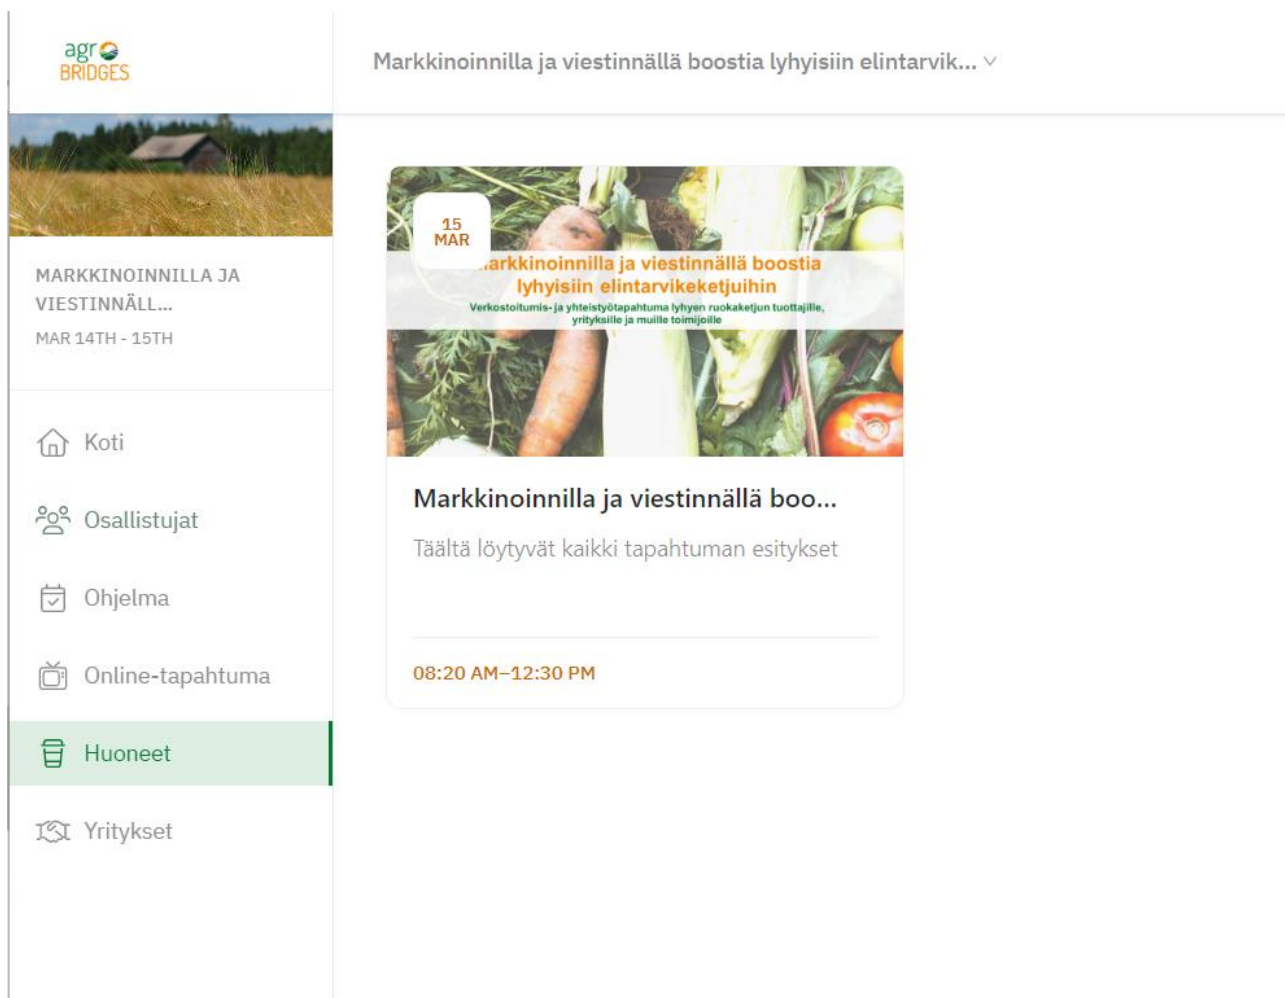 agr
BRIDGES
Markkinoinnilla ja viestinnällä boostia lyhyisiin elintarvik...
MARKKINOINNILLA JA
VIESTINNÄLL...
MAR 14TH - 15TH
Koti
Osallistujat
Ohjelma
Online-tapahtuma
Huoneet
Yritykset
15
MAR
arkkinoinnilla ja viestinnällä boostia
lyhyisiin elintarvikeketjuihin
Verkostoitumis- ja yhteistyötapahtuma lyhyen ruokaketjun tuottajille,
yrityksille ja muille toimijoille
Markkinoinnilla ja viestinnällä boo...
Täältä löytyvät kaikki tapahtuman esitykset
08:20 AM–12:30 PM